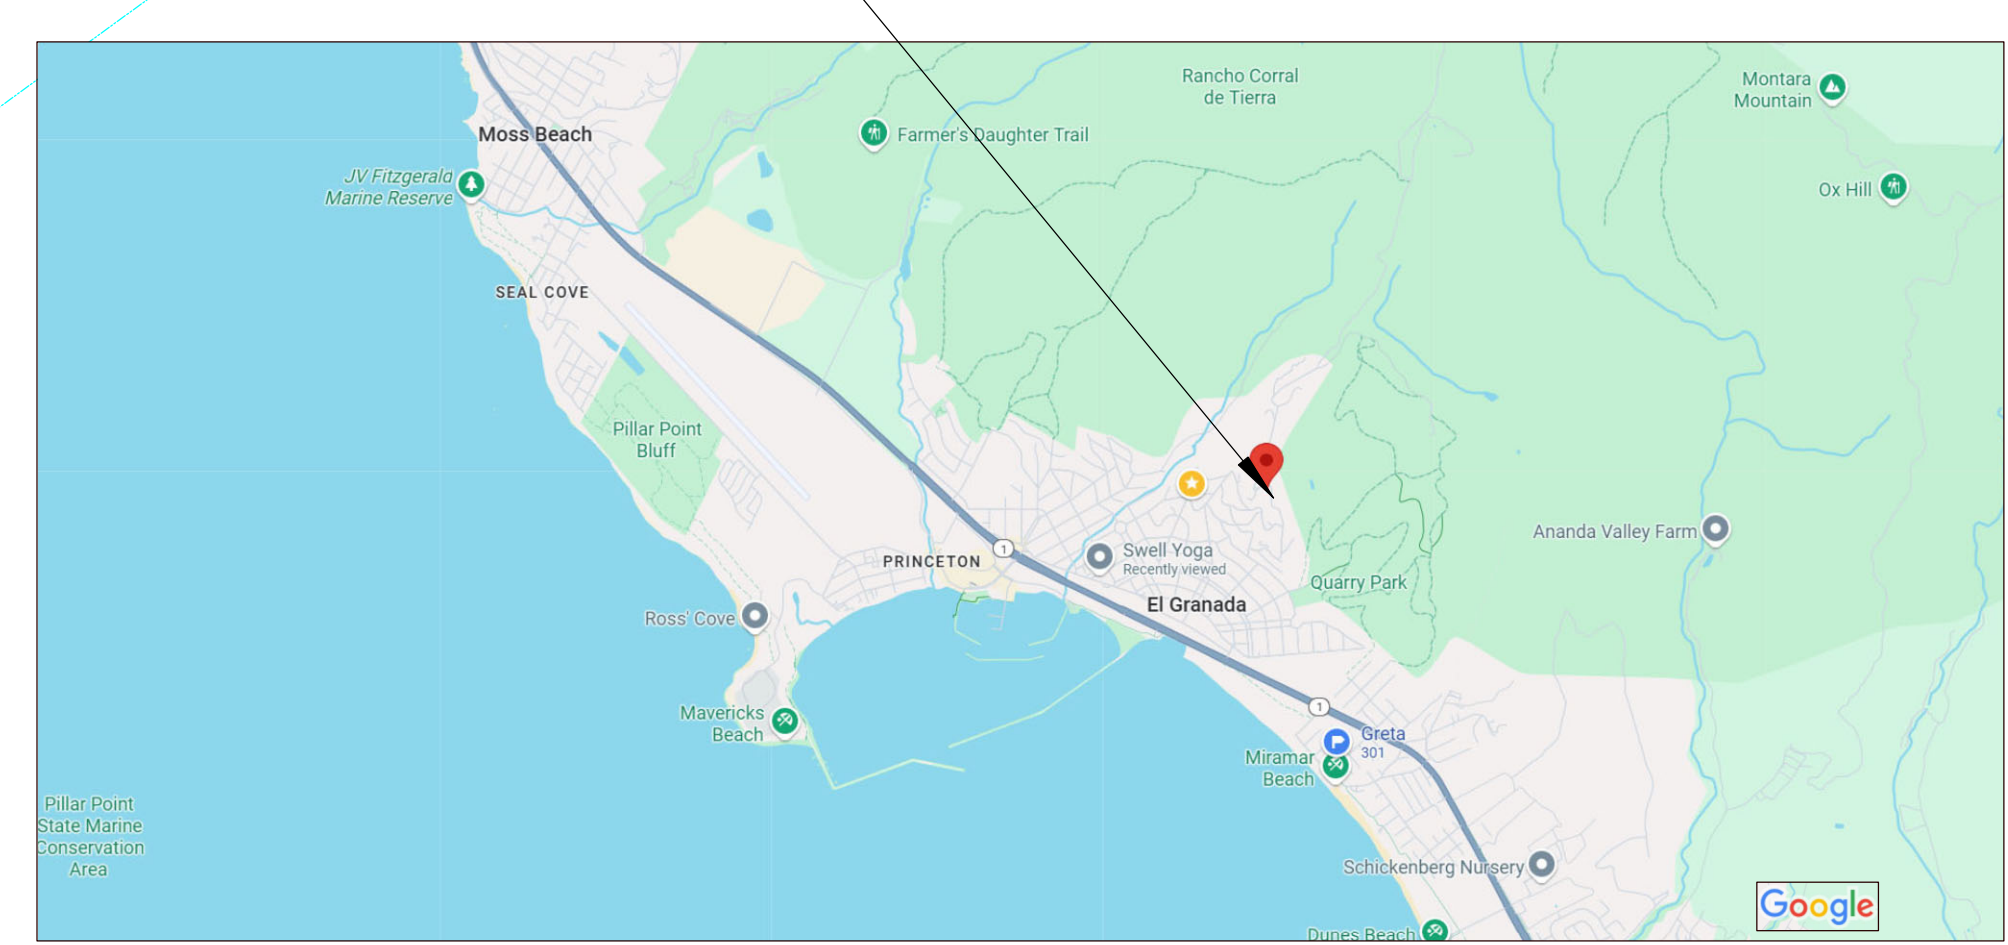 Rancho Corral
de Tierra
Montara
Mountain
Moss Beach
Farmer's Daughter Trail
JV Fitzgerald
Marine Reserve
Ox Hill
SEAL COVE
Pillar Point
Bluff
Ananda Valley Farm
1
PRINCETON
Swell Yoga
Recently viewed
Quarry Park
El Granada
Ross' Cove
1
Mavericks
Beach
Greta
301
Miramar
Beach
Pillar Point
State Marine
Conservation
Area
Schickenberg Nursery
Google
Dunes Beach